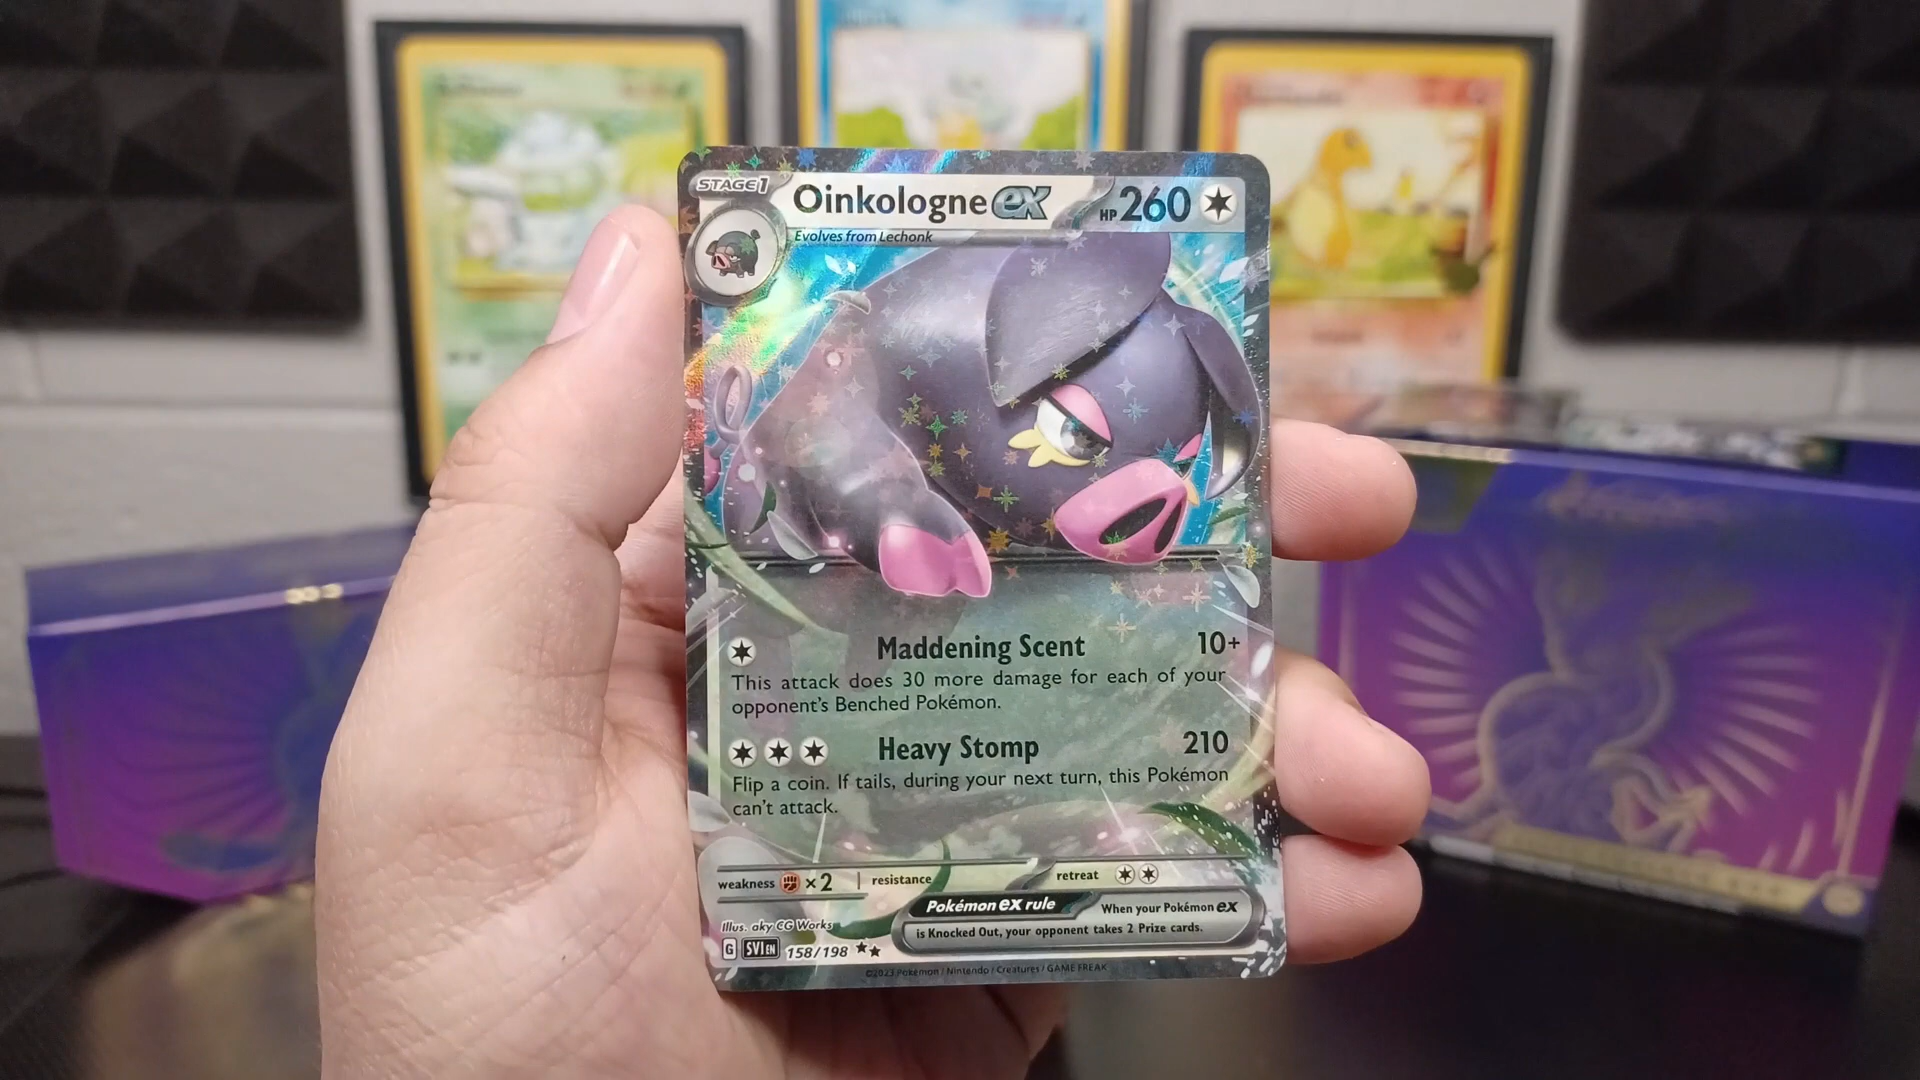 STAGE1 Oinkologne ex HP 260
Evolves from Lechonk
Maddening Scent 10+
This attack does 30 more damage for each of your
opponent's Benched Pokémon.
Heavy Stomp 210
Flip a coin. If tails, during your next turn, this Pokémon
can't attack.
weakness ×2 resistance retreat
Pokémon ex rule When your Pokémon ex
is Knocked Out, your opponent takes 2 Prize cards.
Illus. aky CG Works
G SVI EN 158/198
©2023 Pokémon / Nintendo / Creatures / GAME FREAK